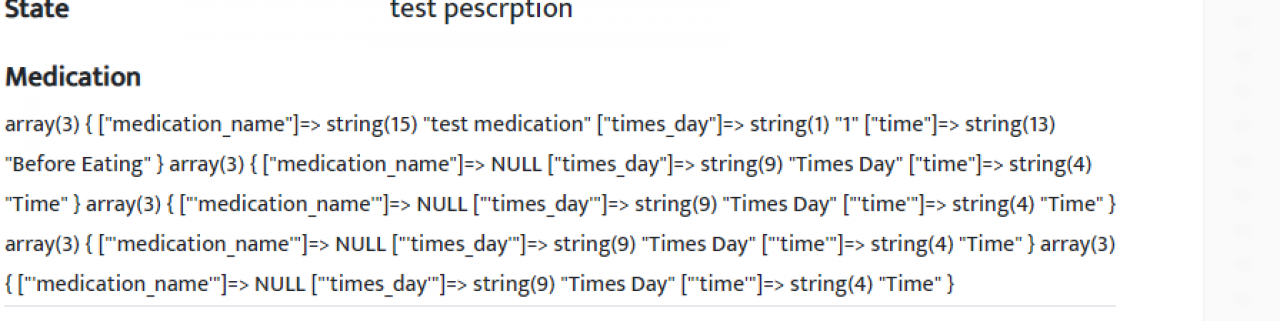 State test pescrption
Medication
array(3) { ["medication_name"]=> string(15) "test medication" ["times_day"]=> string(1) "1" ["time"]=> string(13)
"Before Eating" } array(3) { ["medication_name"]=> NULL ["times_day"]=> string(9) "Times Day" ["time"]=> string(4)
"Time" } array(3) { ["'medication_name'"]=> NULL ["'times_day'"]=> string(9) "Times Day" ["'time'"]=> string(4) "Time" }
array(3) { ["'medication_name'"]=> NULL ["'times_day'"]=> string(9) "Times Day" ["'time'"]=> string(4) "Time" } array(3)
{ ["'medication_name'"]=> NULL ["'times_day'"]=> string(9) "Times Day" ["'time'"]=> string(4) "Time" }